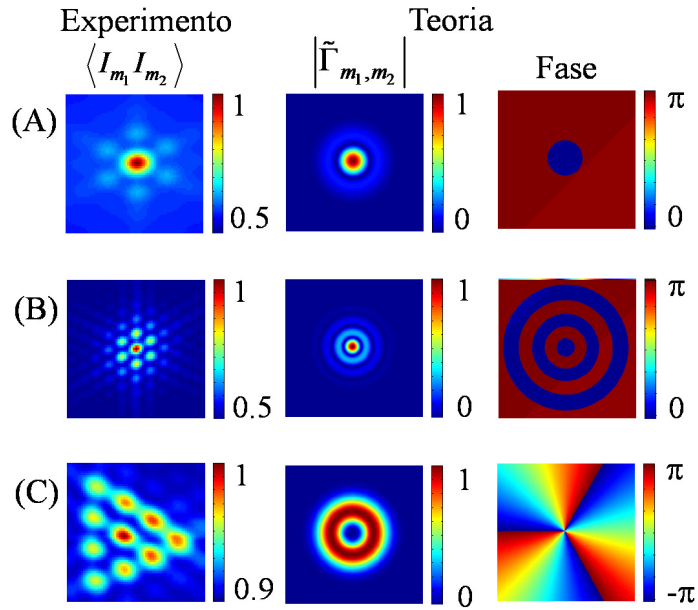 Experimento
Teoria
⟨I_{m_1} I_{m_2}⟩
|Γ̃_{m_1,m_2}|
Fase
(A)
1
0.5
1
0
π
0
(B)
1
0.5
1
0
π
0
(C)
1
0.9
1
0
π
-π